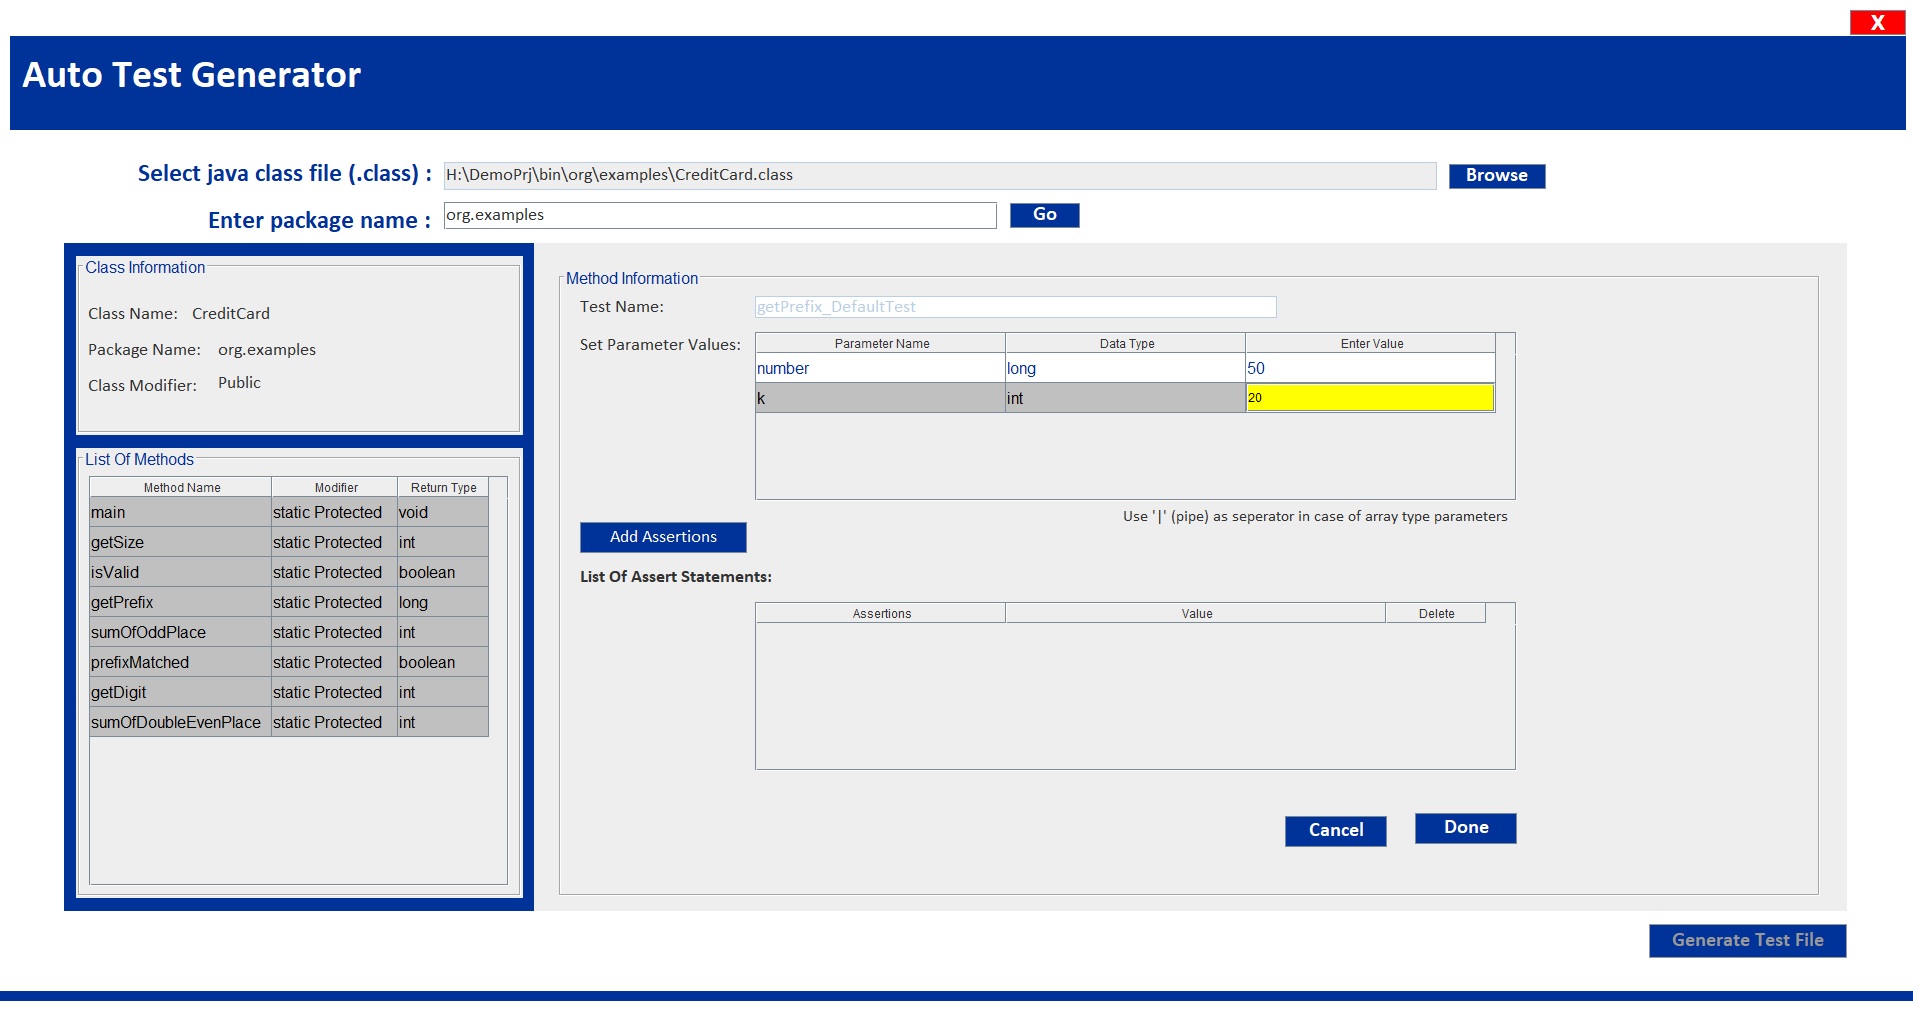 X
Auto Test Generator
Select java class file (.class) : H:\DemoPrj\bin\org\examples\CreditCard.class Browse
Enter package name : org.examples Go
Class Information
Class Name: CreditCard
Package Name: org.examples
Class Modifier: Public
List Of Methods
Method Name Modifier Return Type
main static Protected void
getSize static Protected int
isValid static Protected boolean
getPrefix static Protected long
sumOfOddPlace static Protected int
prefixMatched static Protected boolean
getDigit static Protected int
sumOfDoubleEvenPlace static Protected int
Method Information
Test Name: getPrefix_DefaultTest
Set Parameter Values:
Parameter Name Data Type Enter Value
number long 50
k int 20
Use '|' (pipe) as seperator in case of array type parameters
Add Assertions
List Of Assert Statements:
Assertions Value Delete
Cancel Done
Generate Test File